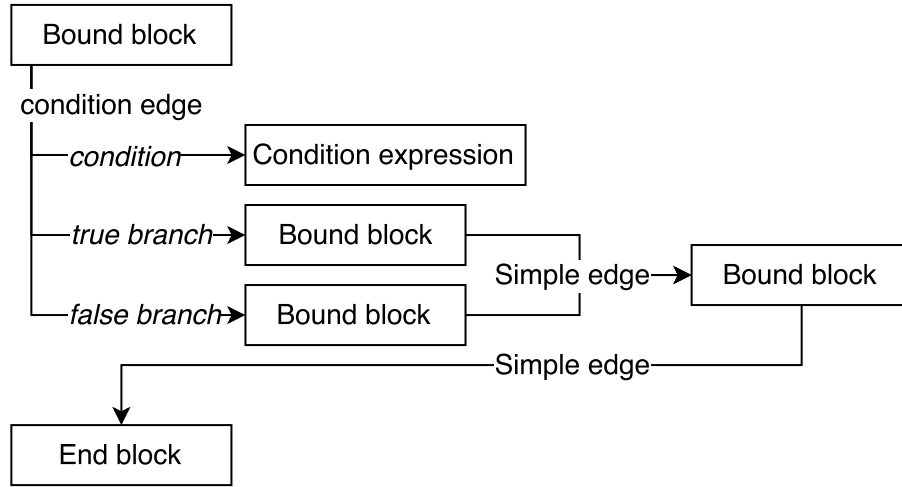 Bound block
condition edge
condition
Condition expression
true branch
Bound block
Simple edge
Bound block
false branch
Bound block
Simple edge
End block